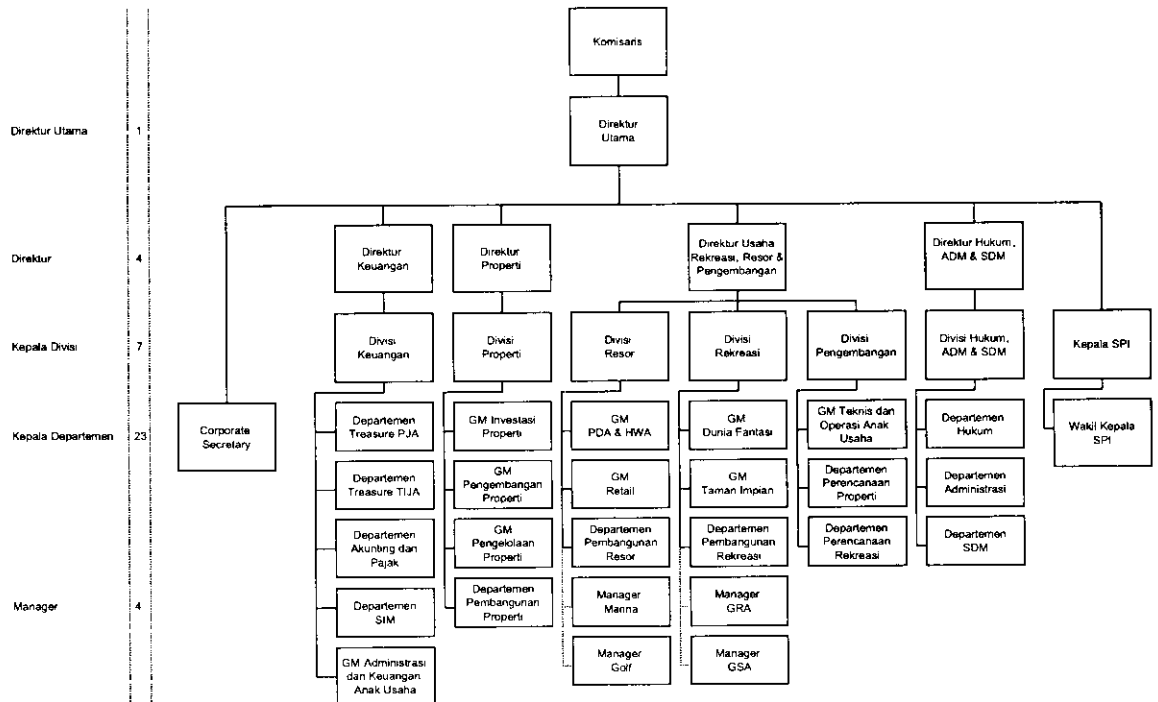 Komisaris
Direktur Utama
1
Direktur
Utama
Direktur
4
Direktur
Keuangan
Direktur
Properti
Direktur Usaha
Rekreasi, Resor &
Pengembangan
Direktur Hukum,
ADM & SDM
Kepala Divisi
7
Divisi
Keuangan
Divisi
Properti
Divisi
Resor
Divisi
Rekreasi
Divisi
Pengembangan
Divisi Hukum,
ADM & SDM
Kepala SPI
Kepala Departemen
23
Corporate
Secretary
Departemen
Treasure PJA
GM Investasi
Properti
GM
PDA & HWA
GM
Dunia Fantasi
GM Teknis dan
Operasi Anak
Usaha
Departemen
Hukum
Wakil Kepala
SPI
Departemen
Treasure TIJA
GM
Pengembangan
Properti
GM
Retail
GM
Taman Impian
Departemen
Perencanaan
Properti
Departemen
Administrasi
Departemen
Akunting dan
Pajak
GM
Pengelolaan
Properti
Departemen
Pembangunan
Resor
Departemen
Pembangunan
Rekreasi
Departemen
Perencanaan
Rekreasi
Departemen
SDM
Manager
4
Departemen
SIM
Departemen
Pembangunan
Properti
Manager
Marina
Manager
GRA
GM Administrasi
dan Keuangan
Anak Usaha
Manager
Golf
Manager
GSA